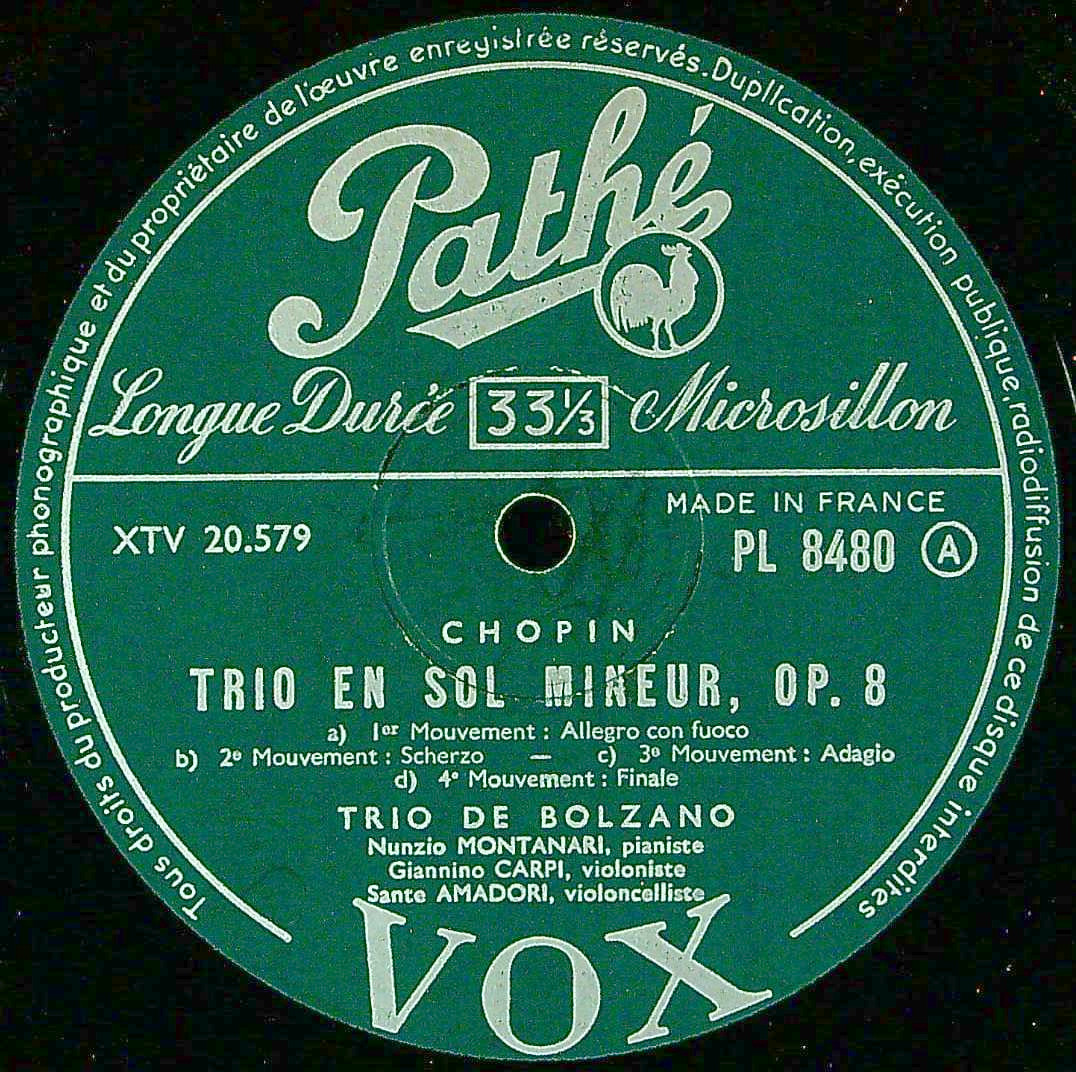 Tous droits du producteur phonographique et du propriétaire de l'œuvre enregistrée réservés. Duplication, exécution publique, radiodiffusion de ce disque interdites
Pathé
Longue Durée 33⅓ Microsillon
MADE IN FRANCE
XTV 20.579
PL 8480 A
CHOPIN
TRIO EN SOL MINEUR, OP. 8
a) 1er Mouvement : Allegro con fuoco
b) 2e Mouvement : Scherzo — c) 3e Mouvement : Adagio
d) 4e Mouvement : Finale
TRIO DE BOLZANO
Nunzio MONTANARI, pianiste
Giannino CARPI, violoniste
Sante AMADORI, violoncelliste
VOX